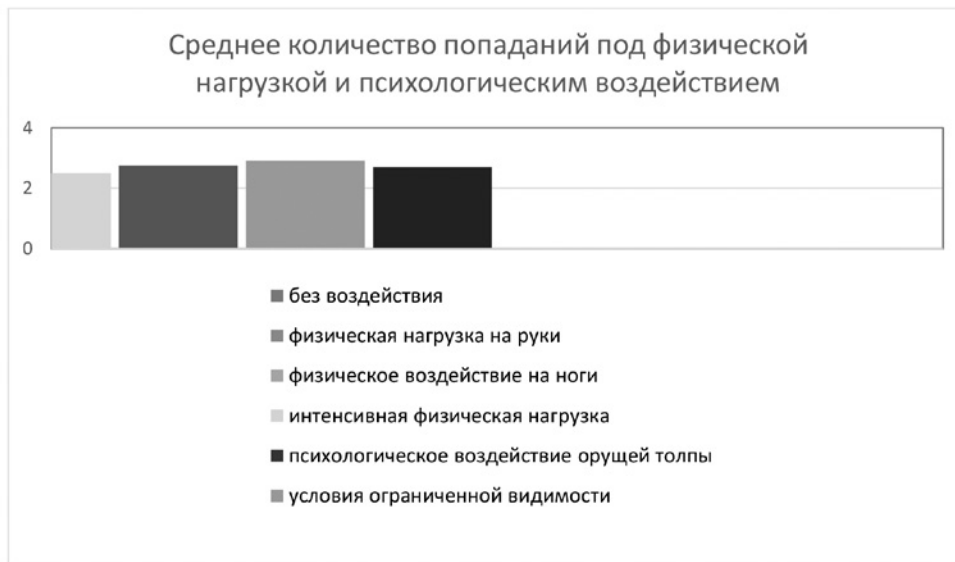 Среднее количество попаданий под физической
нагрузкой и психологическим воздействием
4
2
0
без воздействия
физическая нагрузка на руки
физическое воздействие на ноги
интенсивная физическая нагрузка
психологическое воздействие орущей толпы
условия ограниченной видимости